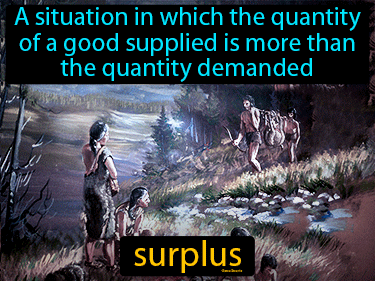 A situation in which the quantity
of a good supplied is more than
the quantity demanded
surplus